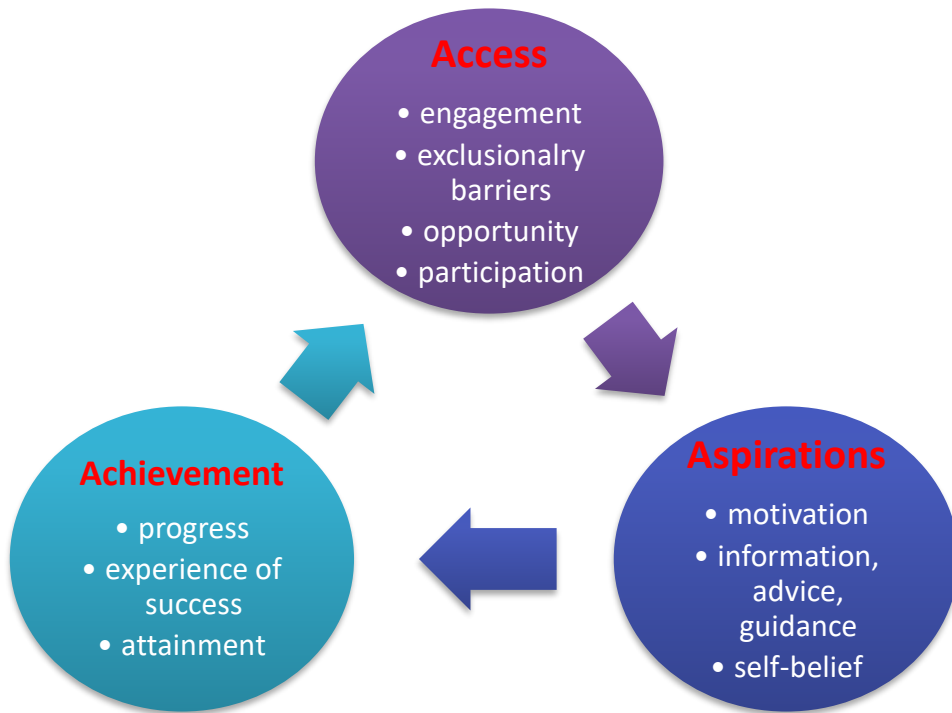 Access
• engagement
• exclusionalry
barriers
• opportunity
• participation
Aspirations
• motivation
• information,
advice,
guidance
• self-belief
Achievement
• progress
• experience of
success
• attainment